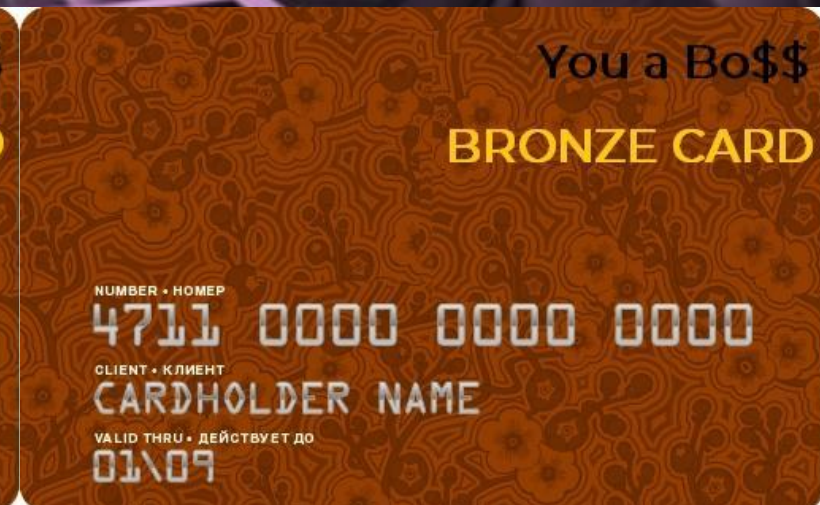 You a Bo$$
BRONZE CARD
NUMBER • НОМЕР
4711 0000 0000 0000
CLIENT • КЛИЕНТ
CARDHOLDER NAME
VALID THRU • ДЕЙСТВУЕТ ДО
01\09